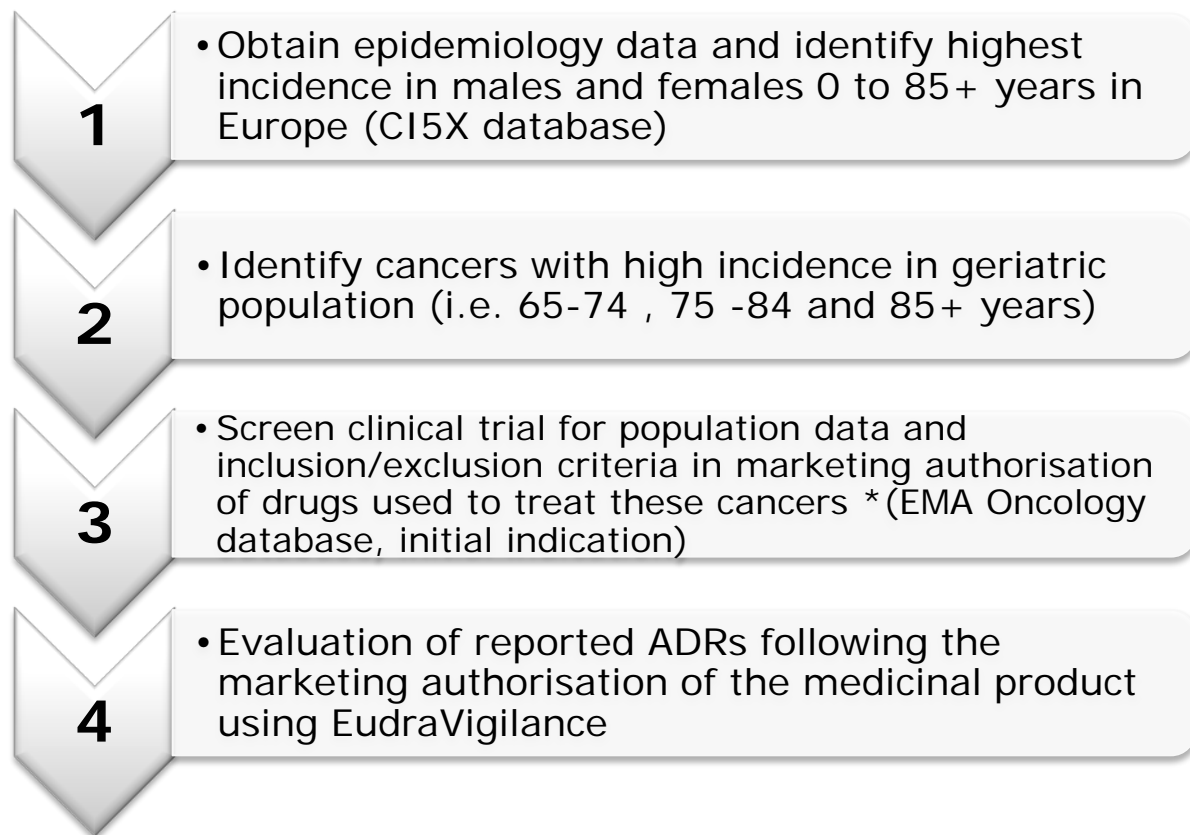 1
• Obtain epidemiology data and identify highest
incidence in males and females 0 to 85+ years in
Europe (CI5X database)
2
• Identify cancers with high incidence in geriatric
population (i.e. 65-74 , 75 -84 and 85+ years)
3
• Screen clinical trial for population data and
inclusion/exclusion criteria in marketing authorisation
of drugs used to treat these cancers *(EMA Oncology
database, initial indication)
4
• Evaluation of reported ADRs following the
marketing authorisation of the medicinal product
using EudraVigilance